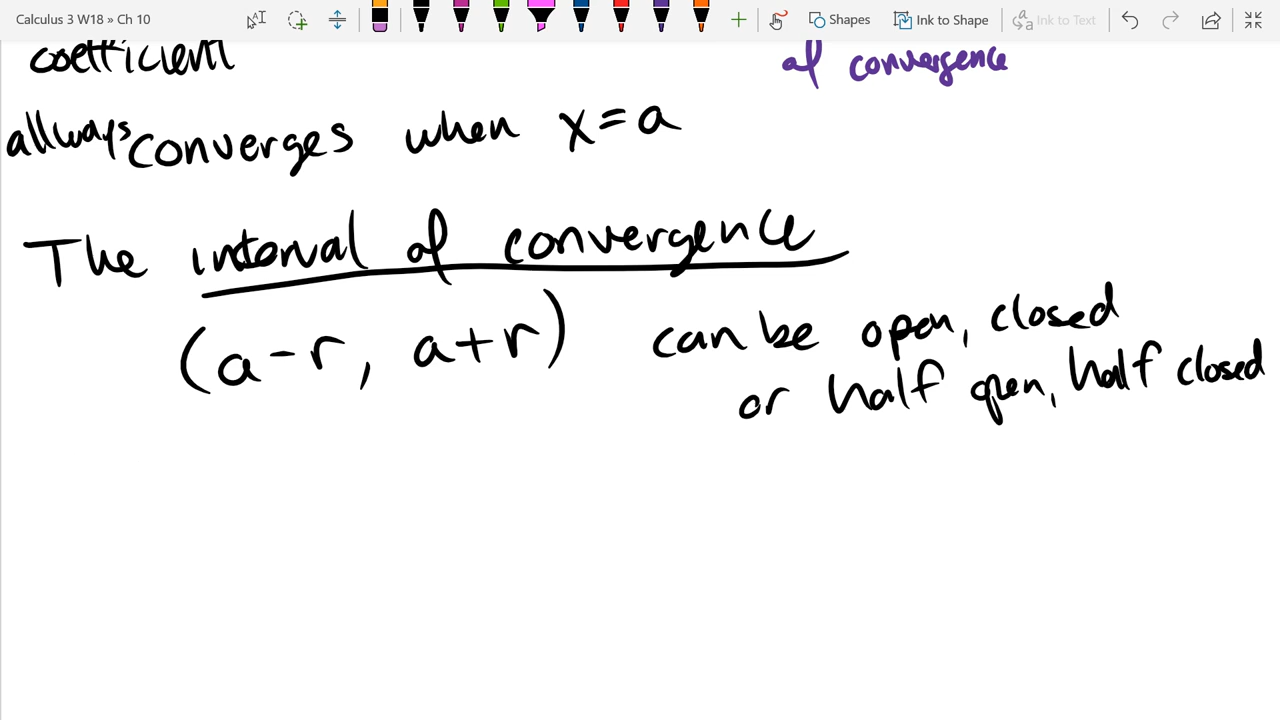 Calculus 3 W18 » Ch 10
Shapes
Ink to Shape
Ink to Text
coefficient
of convergence
allways converges when x=a
The interval of convergence
(a-r, a+r) can be open, closed
or half open, half closed